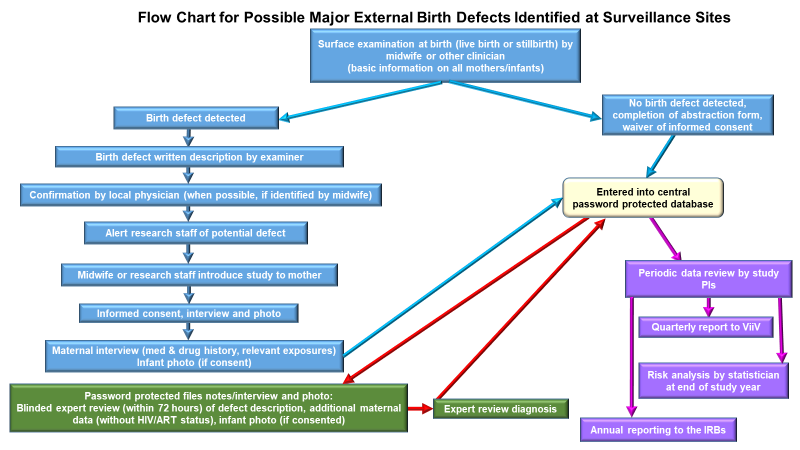 Flow Chart for Possible Major External Birth Defects Identified at Surveillance Sites
Surface examination at birth (live birth or stillbirth) by
midwife or other clinician
(basic information on all mothers/infants)
Birth defect detected
No birth defect detected,
completion of abstraction form,
waiver of informed consent
Birth defect written description by examiner
Confirmation by local physician (when possible, if identified by midwife)
Entered into central
password protected database
Alert research staff of potential defect
Midwife or research staff introduce study to mother
Periodic data review by study
PIs
Informed consent, interview and photo
Quarterly report to ViiV
Maternal interview (med & drug history, relevant exposures)
Infant photo (if consent)
Risk analysis by statistician
at end of study year
Password protected files notes/interview and photo:
Blinded expert review (within 72 hours) of defect description, additional maternal
data (without HIV/ART status), infant photo (if consented)
Expert review diagnosis
Annual reporting to the IRBs